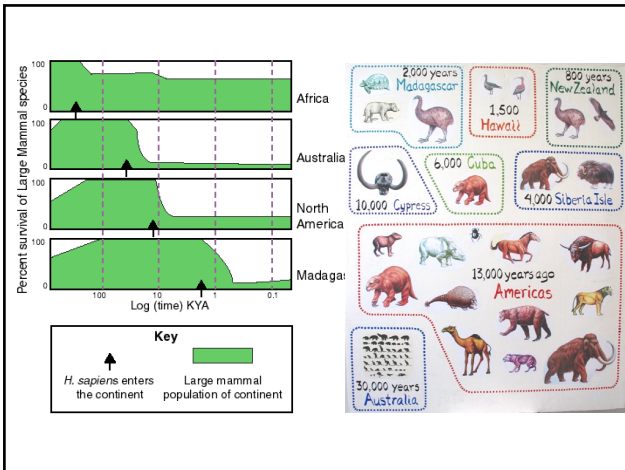 Percent survival of Large Mammal species
100
0
Africa
100
0
Australia
100
0
North
America
100
0
Madagas
100
10
1
0.1
Log (time) KYA
Key
H. sapiens enters
the continent
Large mammal
population of continent
2,000 years
Madagascar
1,500
Hawaii
800 years
New Zealand
10,000 Cypress
6,000 Cuba
4,000 Siberia Isle
13,000 years ago
Americas
30,000 years
Australia